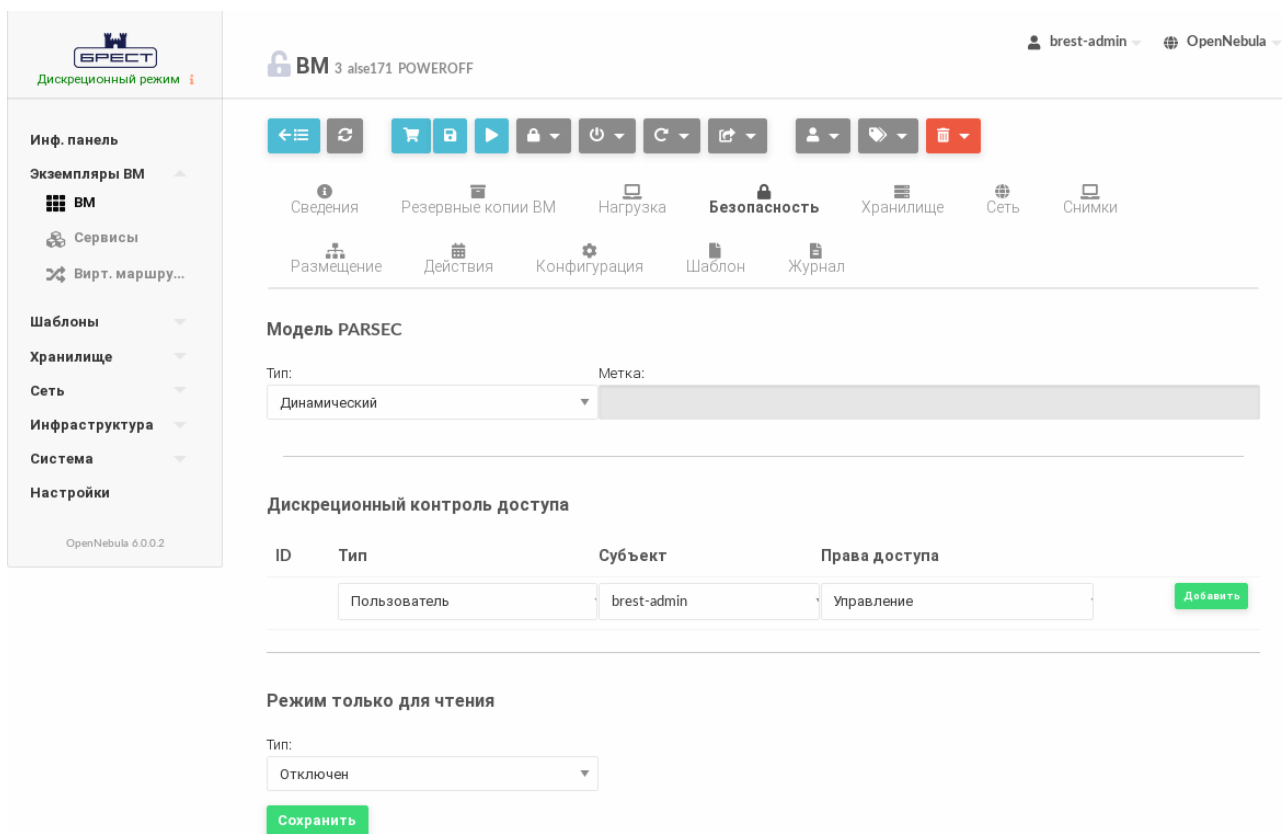 БРЕСТ
Дискреционный режим i
brest-admin OpenNebula
ВМ 3 alse171 POWEROFF
Инф. панель
Экземпляры ВМ
ВМ
Сервисы
Вирт. маршру...
Шаблоны
Хранилище
Сеть
Инфраструктура
Система
Настройки
OpenNebula 6.0.0.2
Сведения Резервные копии ВМ Нагрузка Безопасность Хранилище Сеть Снимки
Размещение Действия Конфигурация Шаблон Журнал
Модель PARSEC
Тип: Метка:
Динамический
Дискреционный контроль доступа
ID Тип Субъект Права доступа
Пользователь brest-admin Управление Добавить
Режим только для чтения
Тип:
Отключен
Сохранить